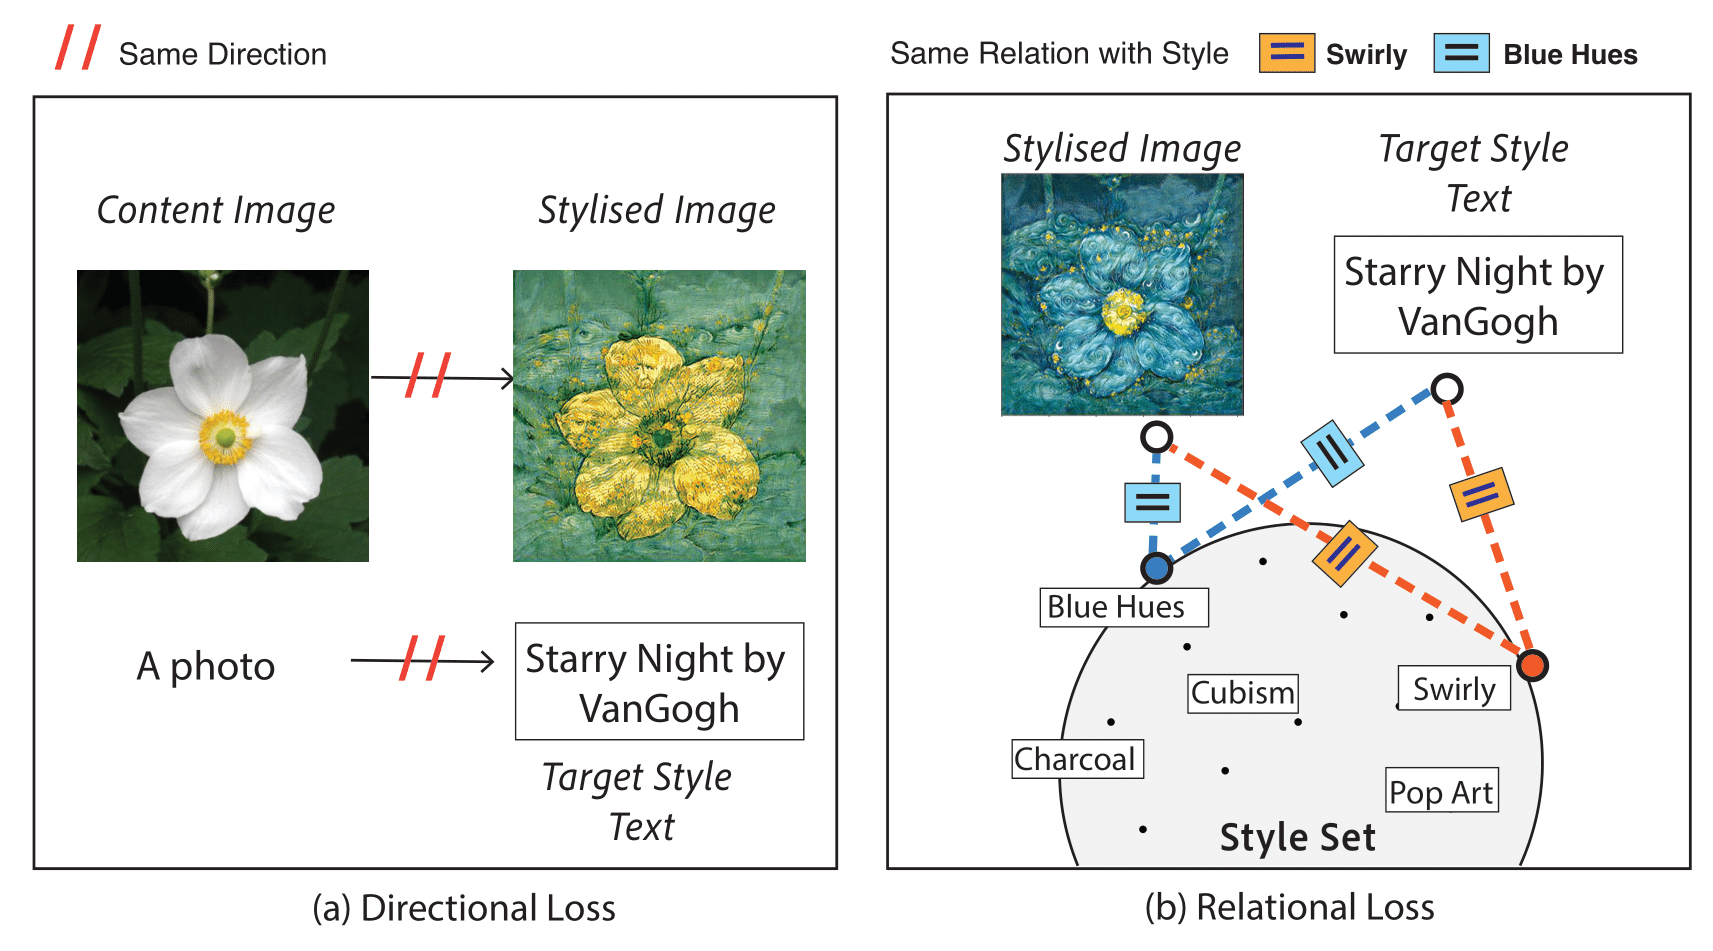 Same Direction
Content Image
Stylised Image
A photo
Starry Night by
VanGogh
Target Style
Text
(a) Directional Loss
Same Relation with Style
Swirly
Blue Hues
Stylised Image
Target Style
Text
Starry Night by
VanGogh
Blue Hues
Cubism
Swirly
Charcoal
Pop Art
Style Set
(b) Relational Loss